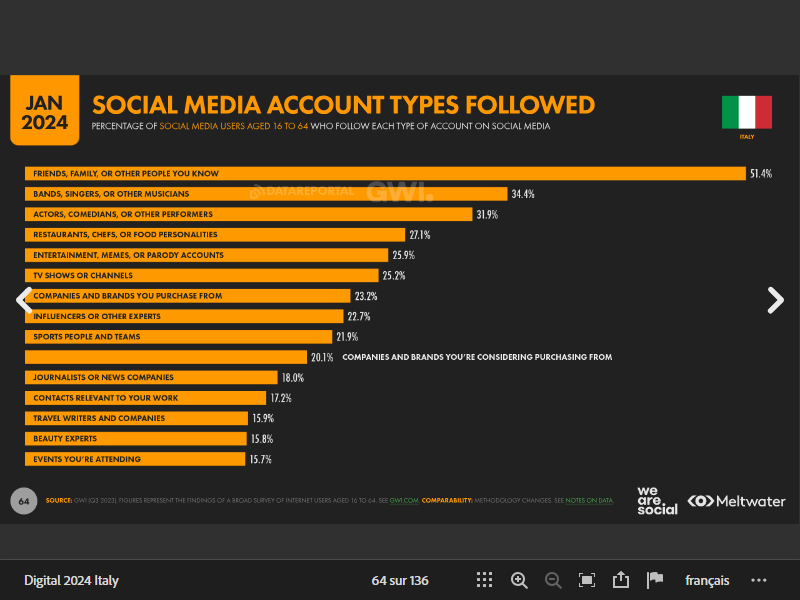 JAN
2024
SOCIAL MEDIA ACCOUNT TYPES FOLLOWED
PERCENTAGE OF SOCIAL MEDIA USERS AGED 16 TO 64 WHO FOLLOW EACH TYPE OF ACCOUNT ON SOCIAL MEDIA
ITALY
FRIENDS, FAMILY, OR OTHER PEOPLE YOU KNOW 51.4%
DATAREPORTAL GWI.
BANDS, SINGERS, OR OTHER MUSICIANS 34.4%
ACTORS, COMEDIANS, OR OTHER PERFORMERS 31.9%
RESTAURANTS, CHEFS, OR FOOD PERSONALITIES 27.1%
ENTERTAINMENT, MEMES, OR PARODY ACCOUNTS 25.9%
TV SHOWS OR CHANNELS 25.2%
COMPANIES AND BRANDS YOU PURCHASE FROM 23.2%
INFLUENCERS OR OTHER EXPERTS 22.7%
SPORTS PEOPLE AND TEAMS 21.9%
20.1% COMPANIES AND BRANDS YOU'RE CONSIDERING PURCHASING FROM
JOURNALISTS OR NEWS COMPANIES 18.0%
CONTACTS RELEVANT TO YOUR WORK 17.2%
TRAVEL WRITERS AND COMPANIES 15.9%
BEAUTY EXPERTS 15.8%
EVENTS YOU'RE ATTENDING 15.7%
64
SOURCE: GWI (Q3 2023). FIGURES REPRESENT THE FINDINGS OF A BROAD SURVEY OF INTERNET USERS AGED 16 TO 64. SEE GWI.COM. COMPARABILITY: METHODOLOGY CHANGES. SEE NOTES ON DATA.
we
are.
social
Meltwater
Digital 2024 Italy
64 sur 136
français